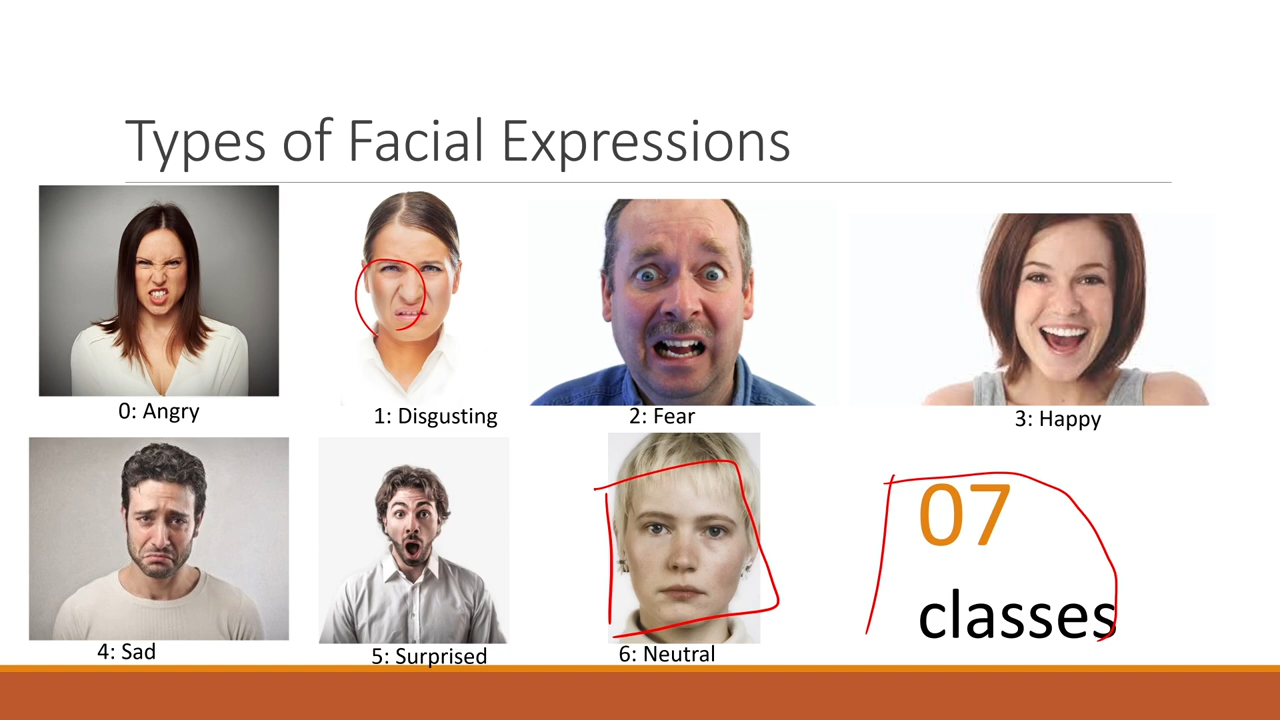 Types of Facial Expressions
0: Angry
1: Disgusting
2: Fear
3: Happy
4: Sad
5: Surprised
6: Neutral
07
classes